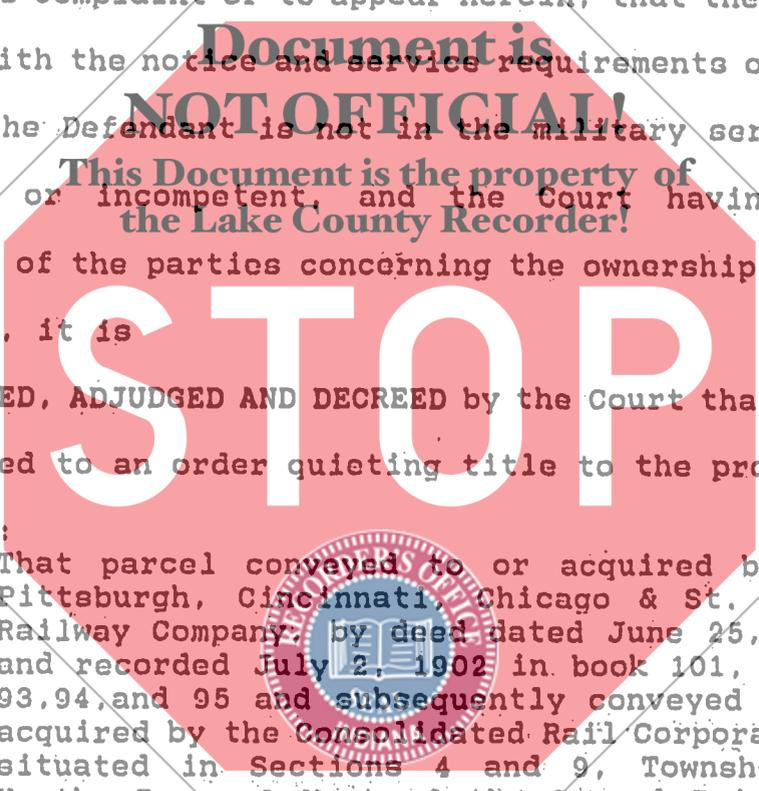 s complaint or to appear herein, that the
Document is
ith the notice and service requirements o
NOT OFFICIAL!
he Defendant is not in the military ser
This Document is the property of
or incompetent, and the Court havin
the Lake County Recorder!
of the parties concerning the ownership
, it is
STOP
ED, ADJUDGED AND DECREED by the Court tha
ed to an order quieting title to the pro
:
That parcel conveyed to or acquired b
Pittsburgh, Cincinnati, Chicago & St.
Railway Company, by deed dated June 25,
and recorded July 2, 1902 in book 101,
93,94,and 95 and subsequently conveyed
acquired by the Consolidated Rail Corpora
situated in Sections 4 and 9, Townsh
RECORDER'S OFFICE
INDIANA